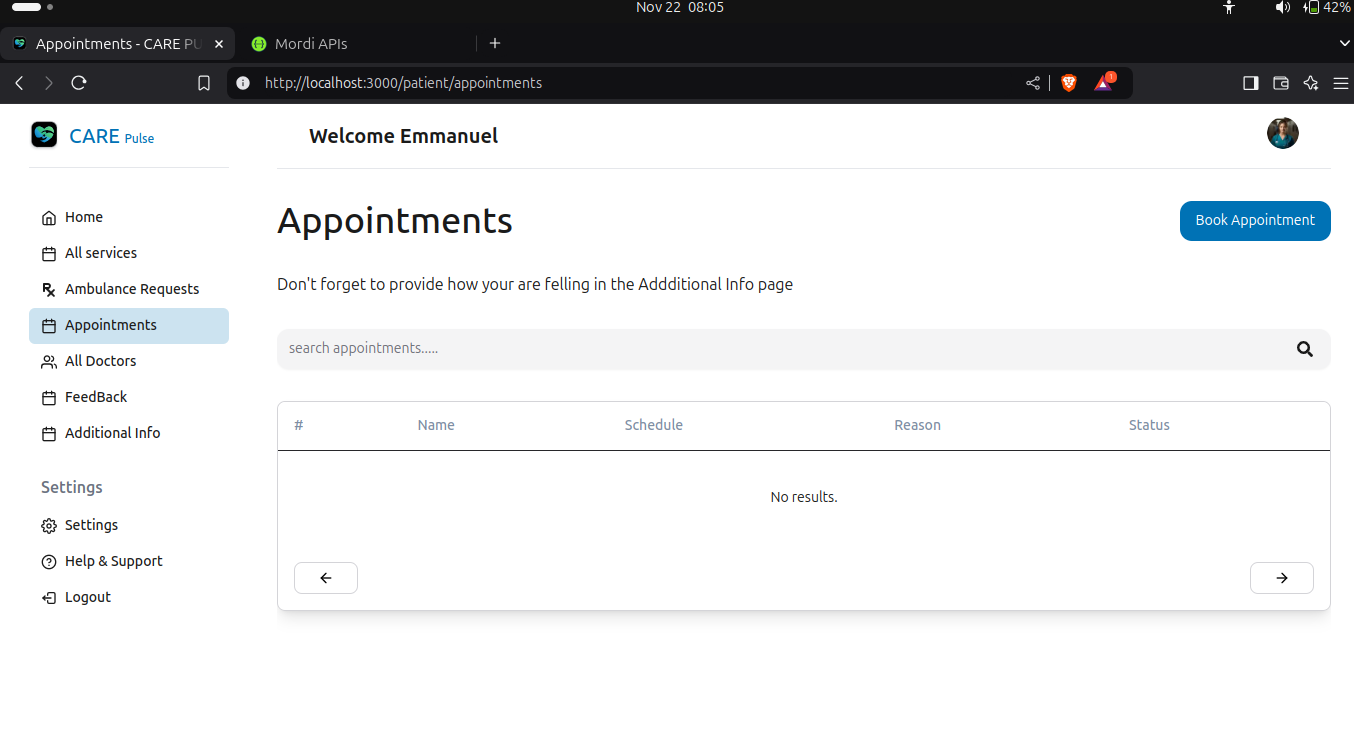 Nov 22 08:05
42%
Appointments - CARE PU
Mordi APIs
http://localhost:3000/patient/appointments
1
CARE Pulse
Welcome Emmanuel
Home
All services
Ambulance Requests
Appointments
All Doctors
FeedBack
Additional Info
Settings
Settings
Help & Support
Logout
Appointments
Book Appointment
Don't forget to provide how your are felling in the Addditional Info page
search appointments.....
# Name Schedule Reason Status
No results.